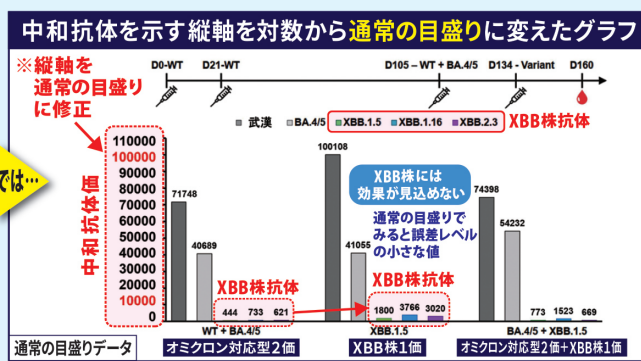 中和抗体を示す縦軸を対数から通常の目盛りに変えたグラフ
※縦軸を
通常の目盛り
に修正
D0-WT
D21-WT
D105 – WT + BA.4/5
D134 - Variant
D160
武漢
BA.4/5
XBB.1.5
XBB.1.16
XBB.2.3
XBB株抗体
では…
中和抗体価
110000
100000
90000
80000
70000
60000
50000
40000
30000
20000
10000
0
71748
40689
XBB株抗体
444 733 621
WT + BA.4/5
オミクロン対応型2価
100108
41055
XBB株には
効果が見込めない
通常の目盛りで
みると誤差レベル
の小さな値
XBB株抗体
1800 3766 3020
XBB.1.5
XBB株1価
74398
54232
773 1523 669
BA.4/5 + XBB.1.5
オミクロン対応型2価+XBB株1価
通常の目盛りデータ